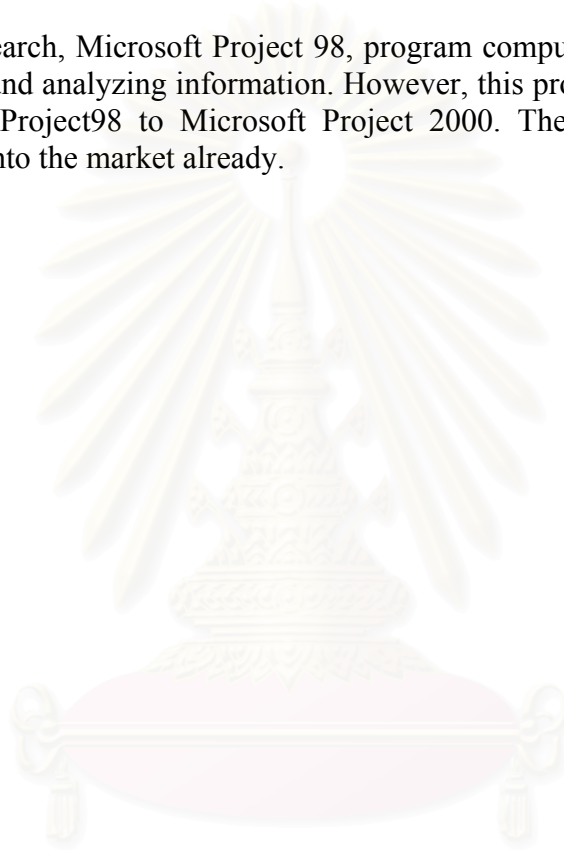 earch, Microsoft Project 98, program compu
nd analyzing information. However, this pro
Project98 to Microsoft Project 2000. The
nto the market already.